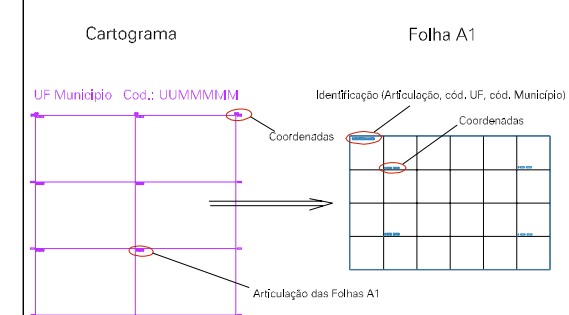 Cartograma
Folha A1
UF Município Cod.: UUMMMMM
Identificação (Articulação, cód. UF, cód. Município)
Coordenadas
Coordenadas
Articulação das Folhas A1